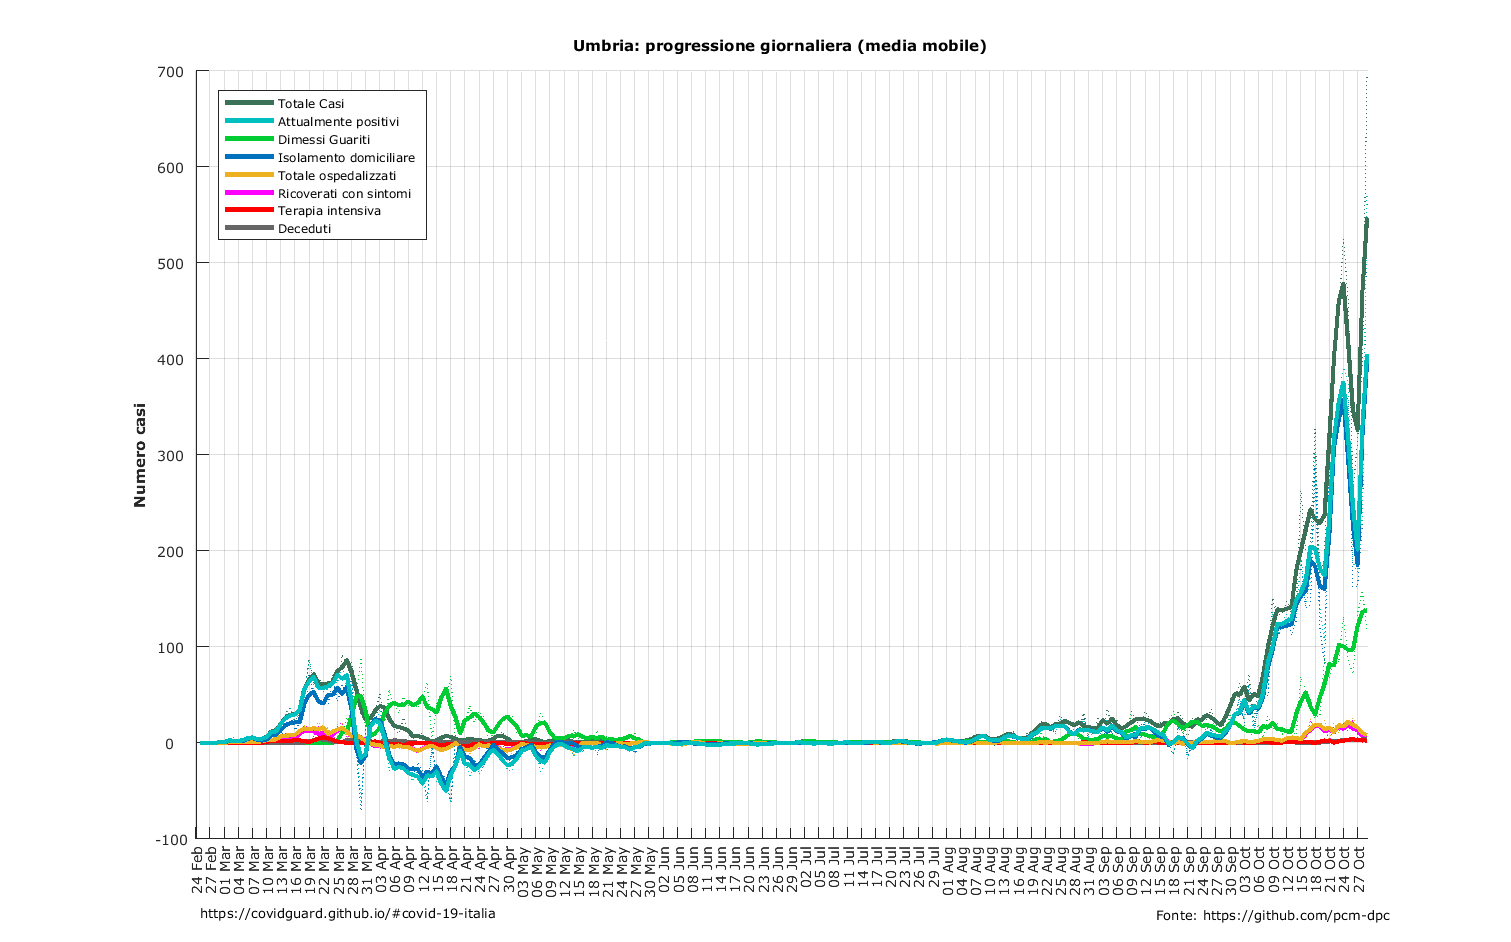 Umbria: progressione giornaliera (media mobile)
700
600
500
400
300
200
100
0
-100
Numero casi
Totale Casi
Attualmente positivi
Dimessi Guariti
Isolamento domiciliare
Totale ospedalizzati
Ricoverati con sintomi
Terapia intensiva
Deceduti
24 Feb
27 Feb
01 Mar
04 Mar
07 Mar
10 Mar
13 Mar
16 Mar
19 Mar
22 Mar
25 Mar
28 Mar
31 Mar
03 Apr
06 Apr
09 Apr
12 Apr
15 Apr
18 Apr
21 Apr
24 Apr
27 Apr
30 Apr
03 May
06 May
09 May
12 May
15 May
18 May
21 May
24 May
27 May
30 May
02 Jun
05 Jun
08 Jun
11 Jun
14 Jun
17 Jun
20 Jun
23 Jun
26 Jun
29 Jun
02 Jul
05 Jul
08 Jul
11 Jul
14 Jul
17 Jul
20 Jul
23 Jul
26 Jul
29 Jul
01 Aug
04 Aug
07 Aug
10 Aug
13 Aug
16 Aug
19 Aug
22 Aug
25 Aug
28 Aug
31 Aug
03 Sep
06 Sep
09 Sep
12 Sep
15 Sep
18 Sep
21 Sep
24 Sep
27 Sep
30 Sep
03 Oct
06 Oct
09 Oct
12 Oct
15 Oct
18 Oct
21 Oct
24 Oct
27 Oct
https://covidguard.github.io/#covid-19-italia
Fonte: https://github.com/pcm-dpc